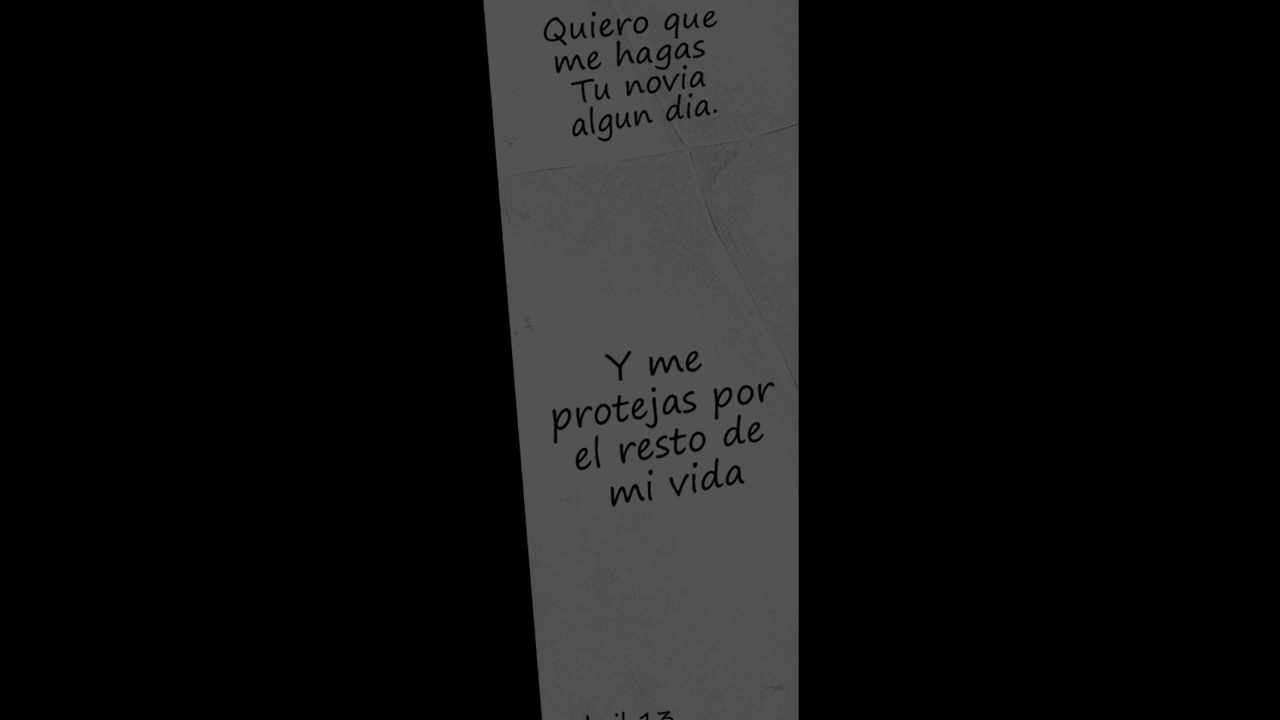 Quiero que
me hagas
Tu novia
algun dia.
Y me
protejas por
el resto de
mi vida